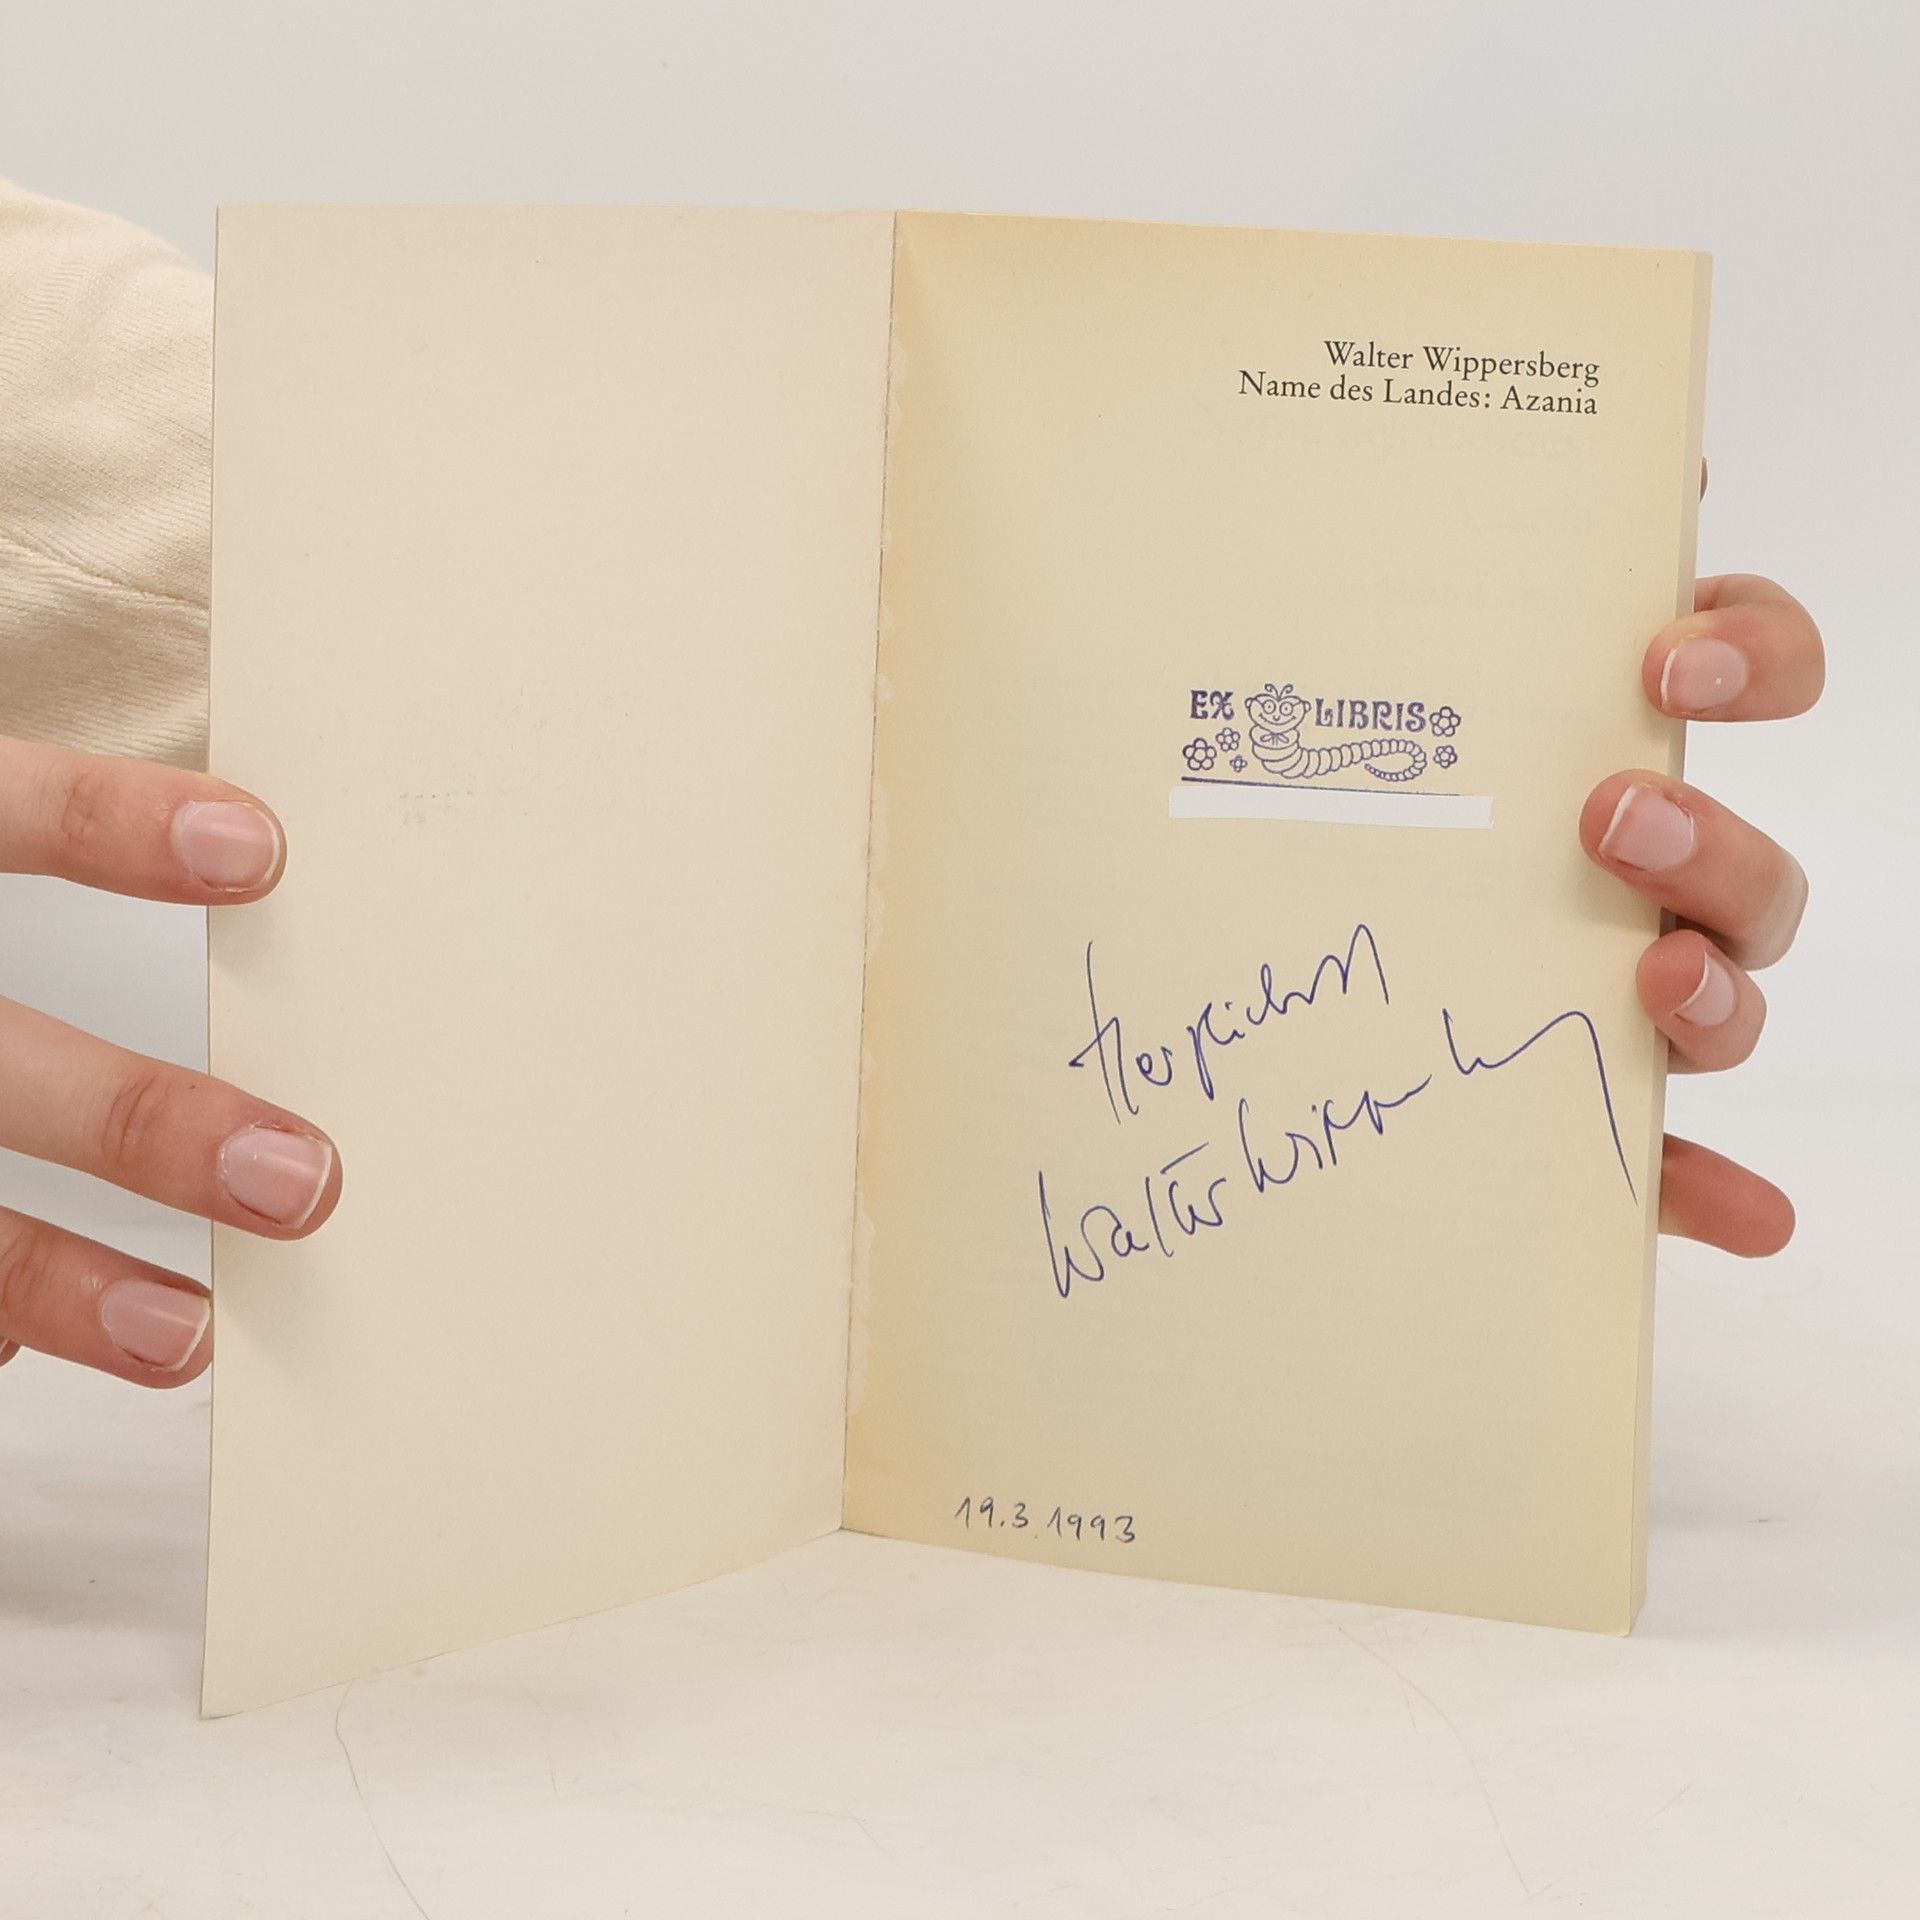 Walter Wippersberg
Name des Landes: Azania
EX LIBRIS
Herzlichst
Walter Wippersberg
19.3.1993